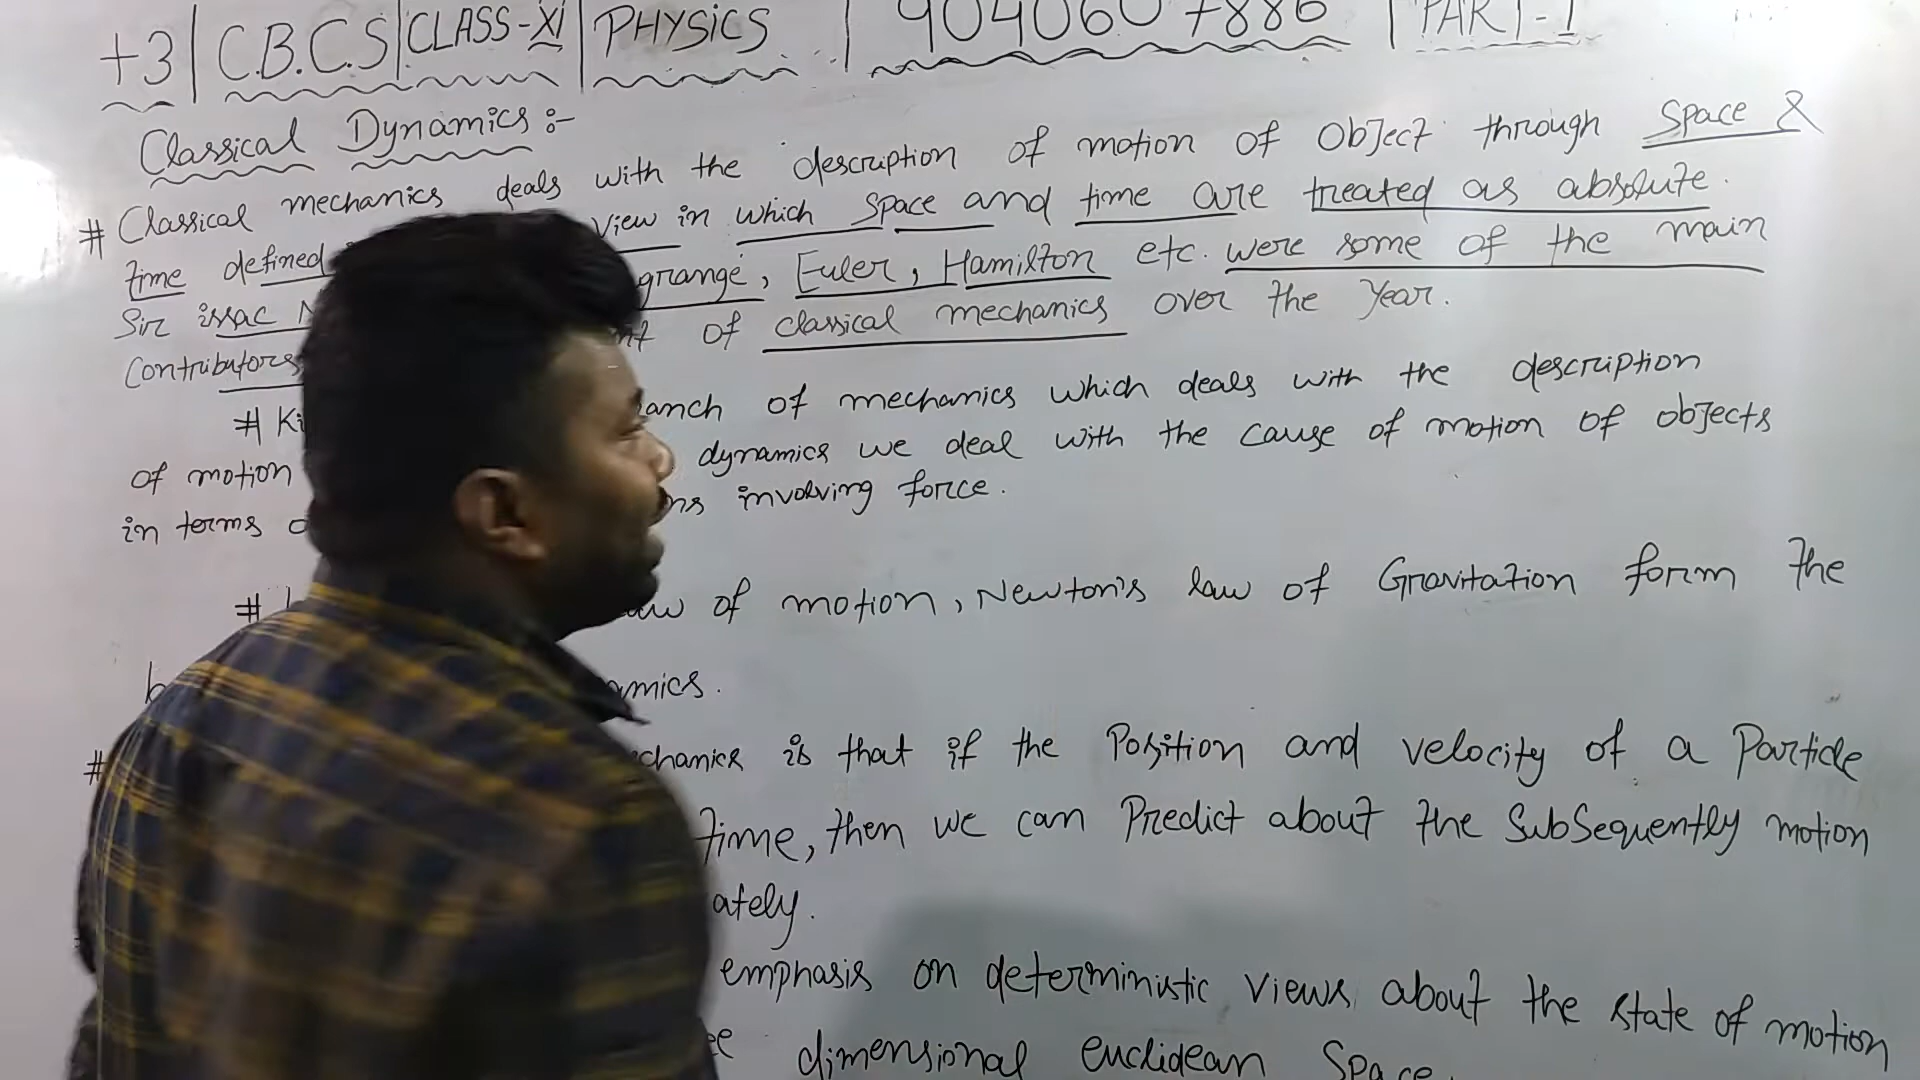 +3 | C.B.C.S | CLASS-XI | PHYSICS | 9040607886 | PART-I
Classical Dynamics :-
# Classical mechanics deals with the description of motion of Object through Space &
time defined view in which space and time are treated as absolute.
Sir issac grange, Euler, Hamilton etc. were some of the main
Contributors of classical mechanics over the Year.
# Ki anch of mechanics which deals with the description
of motion dynamics we deal with the cause of motion of objects
in terms involving force.
# aw of motion, Newton's law of Gravitation form the
amics.
# chanics is that if the Position and velocity of a Particle
time, then we can Predict about the Subsequently motion
ately.
emphasis on deterministic views about the state of motion
ee dimensional euclidean Space.